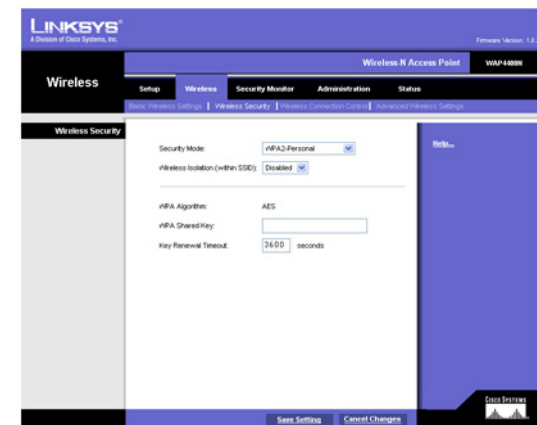 LINKSYS®
A Division of Cisco Systems, Inc.
Firmware Version: 1.0
Wireless-N Access Point
WAP4400N
Wireless
Setup
Wireless
Security Monitor
Administration
Status
Basic Wireless Settings | Wireless Security | Wireless Connection Control | Advanced Wireless Settings
Wireless Security
Security Mode: WPA2-Personal
Help...
Wireless Isolation (within SSID): Disabled
WPA Algorithm: AES
WPA Shared Key:
Key Renewal Timeout: 3600 seconds
CISCO SYSTEMS
Save Setting
Cancel Changes